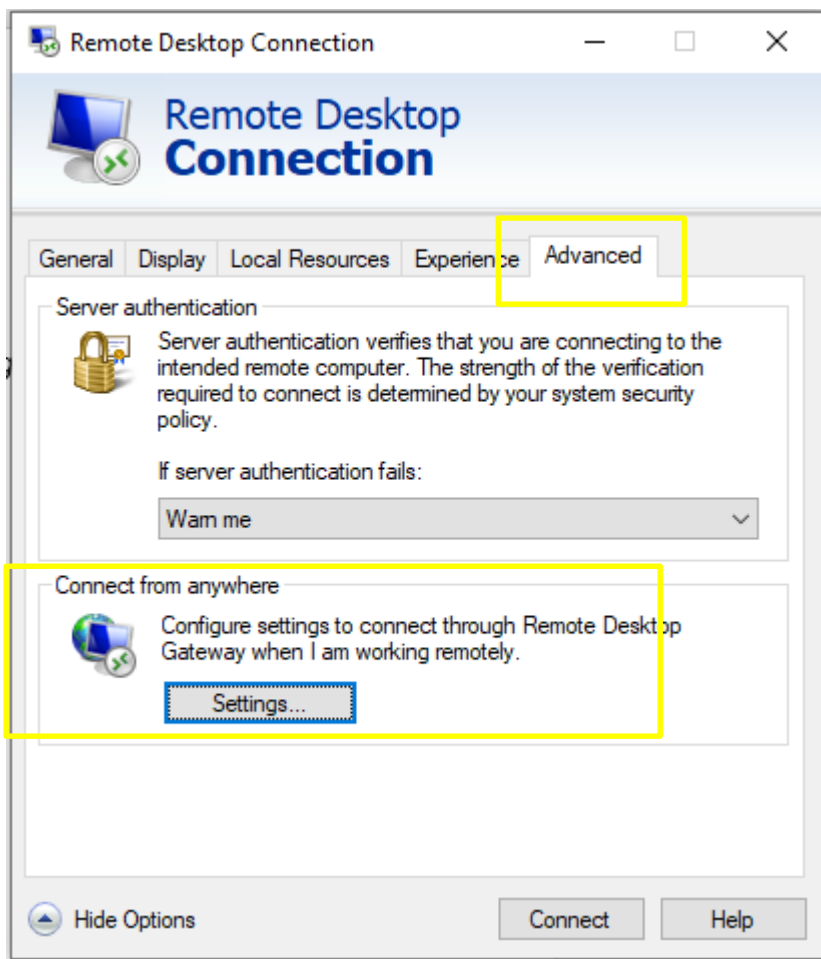 Remote Desktop Connection
Remote Desktop
Connection
General Display Local Resources Experience Advanced
Server authentication
Server authentication verifies that you are connecting to the
intended remote computer. The strength of the verification
required to connect is determined by your system security
policy.
If server authentication fails:
Warn me
Connect from anywhere
Configure settings to connect through Remote Desktop
Gateway when I am working remotely.
Settings...
Hide Options Connect Help